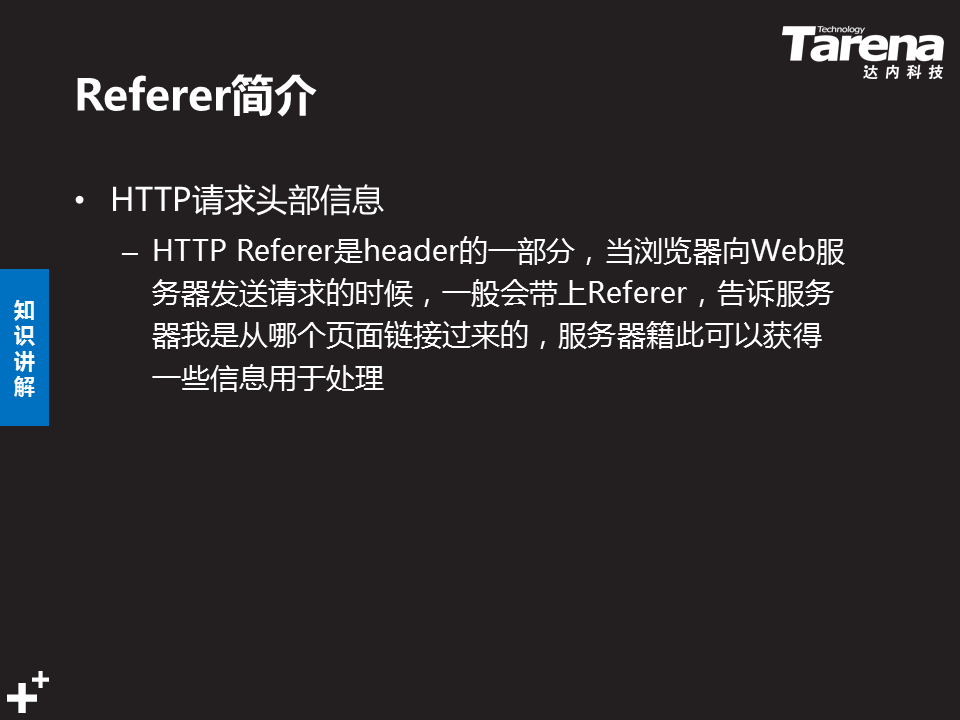 Technology
Tarena
达内科技
Referer简介
• HTTP请求头部信息
– HTTP Referer是header的一部分，当浏览器向Web服
务器发送请求的时候，一般会带上Referer，告诉服务
器我是从哪个页面链接过来的，服务器籍此可以获得
一些信息用于处理
知
识
讲
解